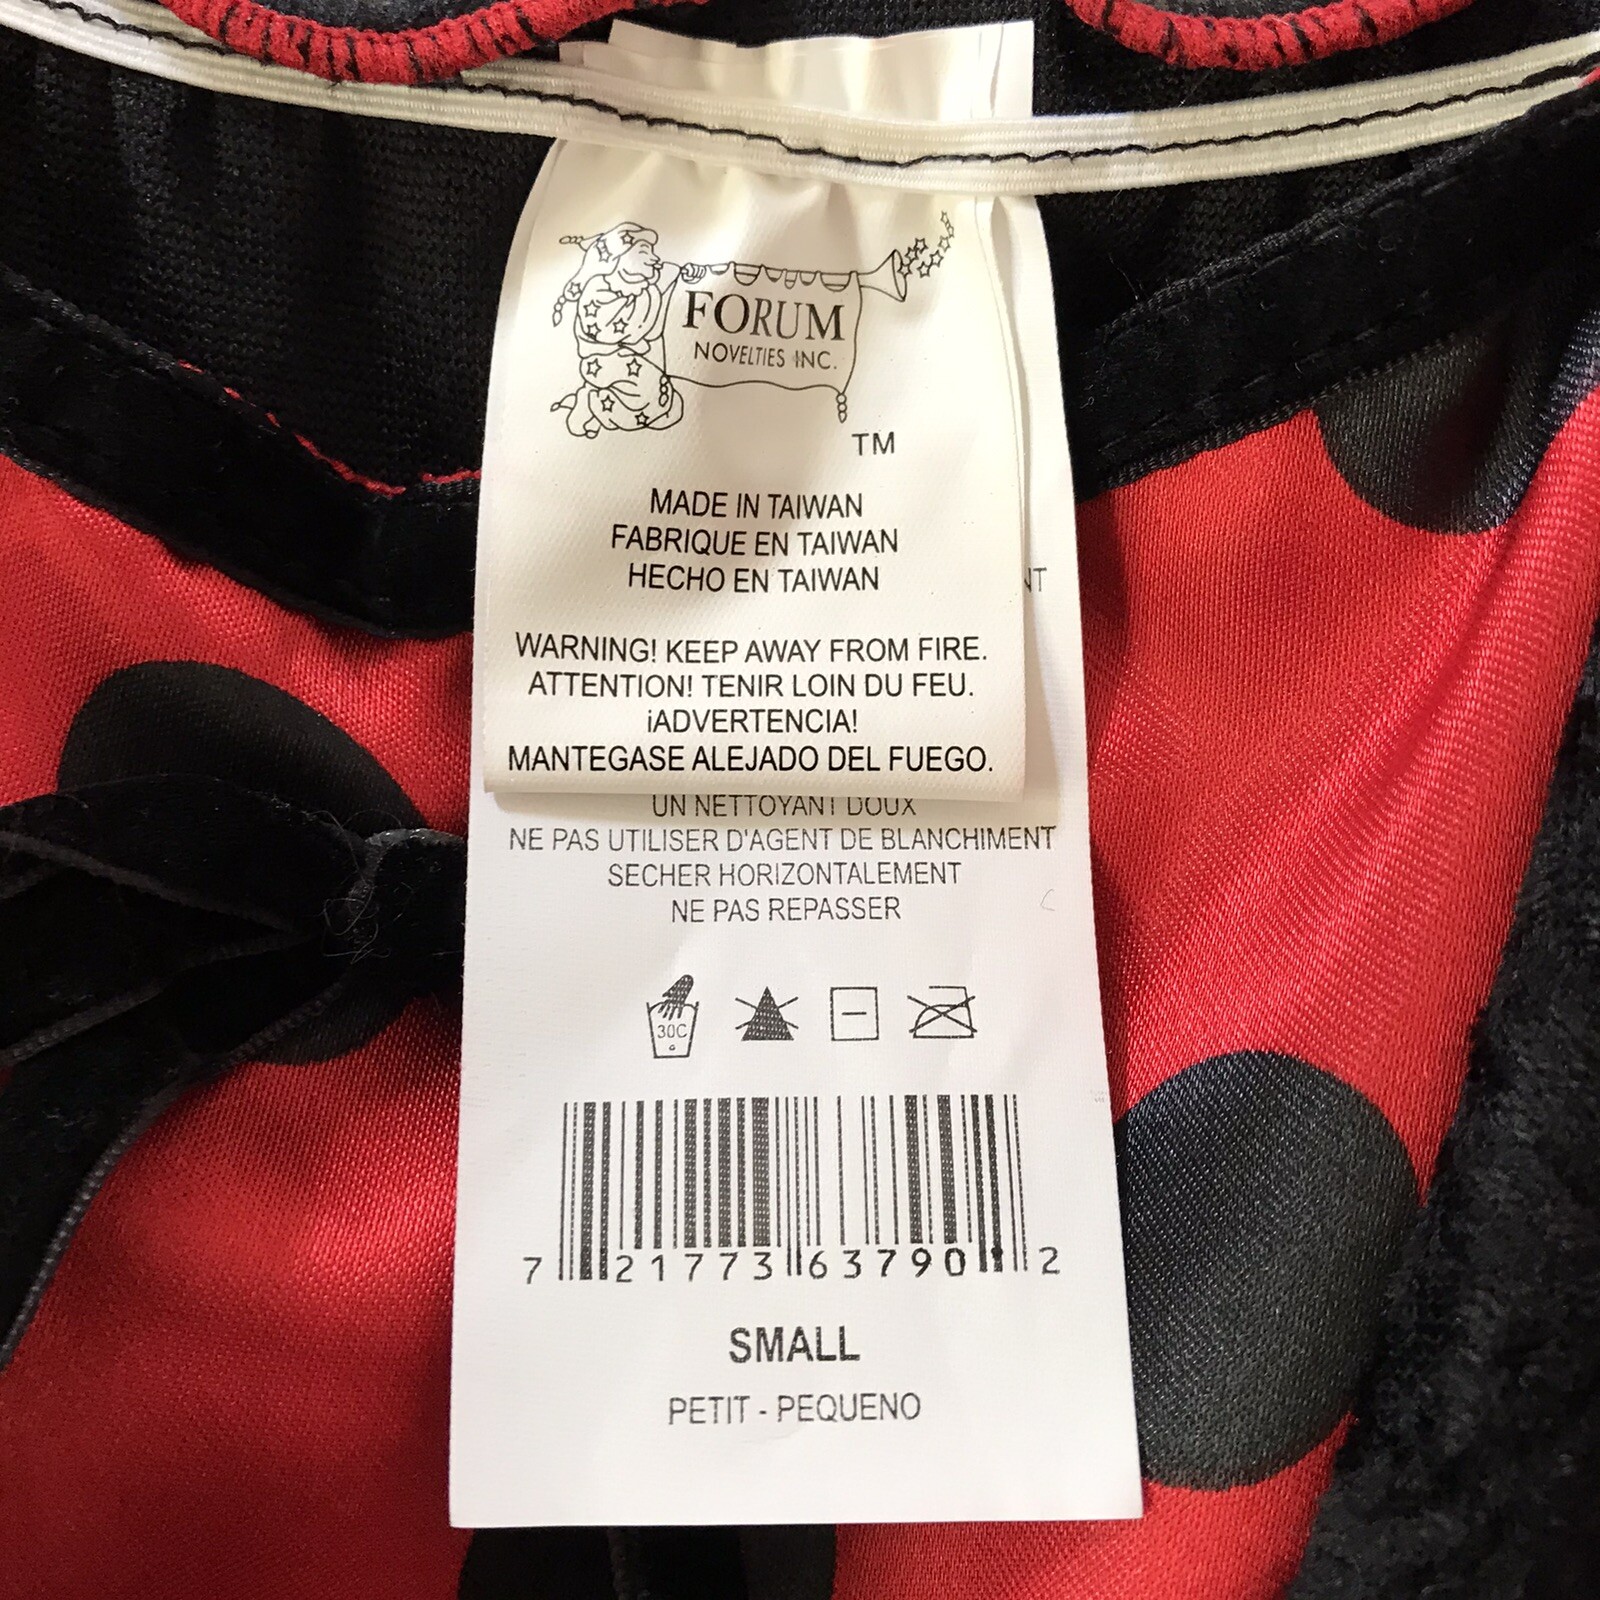 FORUM
NOVELTIES INC.
TM
MADE IN TAIWAN
FABRIQUE EN TAIWAN
HECHO EN TAIWAN
NT
WARNING! KEEP AWAY FROM FIRE.
ATTENTION! TENIR LOIN DU FEU.
¡ADVERTENCIA!
MANTEGASE ALEJADO DEL FUEGO.
UN NETTOYANT DOUX
NE PAS UTILISER D'AGENT DE BLANCHIMENT
SECHER HORIZONTALEMENT
NE PAS REPASSER
30C
7 21773 63790 2
SMALL
PETIT - PEQUENO